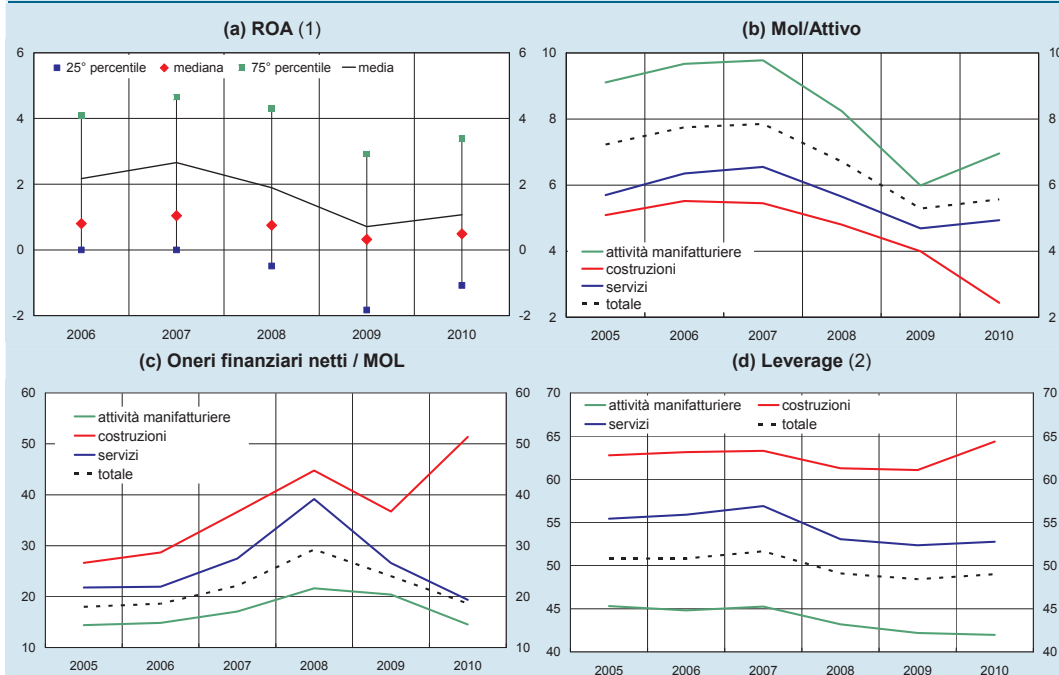 (a) ROA (1)
6 6
25° percentile mediana 75° percentile media
4 4
2 2
0 0
-2 -2
2006 2007 2008 2009 2010
(b) Mol/Attivo
10 10
8 8
6 6
4 4
attività manifatturiere
costruzioni
servizi
totale
2 2
2005 2006 2007 2008 2009 2010
(c) Oneri finanziari netti / MOL
60 60
attività manifatturiere
costruzioni
50 50
servizi
totale
40 40
30 30
20 20
10 10
2005 2006 2007 2008 2009 2010
(d) Leverage (2)
70 70
attività manifatturiere costruzioni
servizi totale
65 65
60 60
55 55
50 50
45 45
40 40
2005 2006 2007 2008 2009 2010